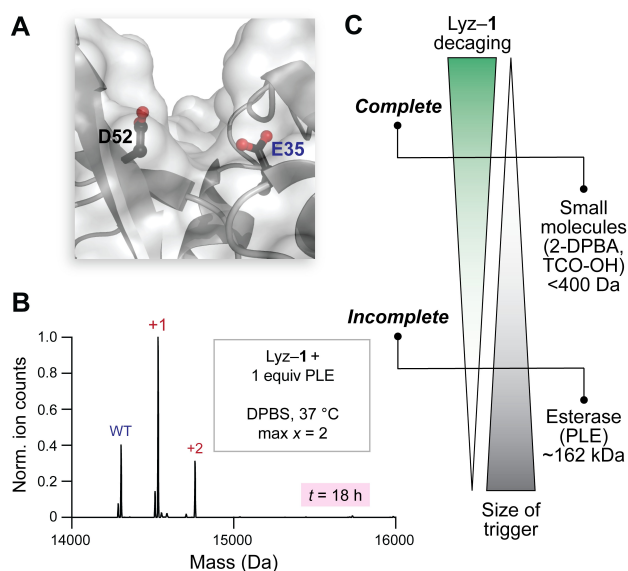 A
D52
E35
B
Norm. ion counts
1.0
0.8
0.6
0.4
0.2
0
WT
+1
+2
Lyz–1 +
1 equiv PLE
DPBS, 37 °C
max x = 2
t = 18 h
14000
15000
16000
Mass (Da)
C
Lyz–1
decaging
Complete
Small
molecules
(2-DPBA,
TCO-OH)
<400 Da
Incomplete
Esterase
(PLE)
~162 kDa
Size of
trigger